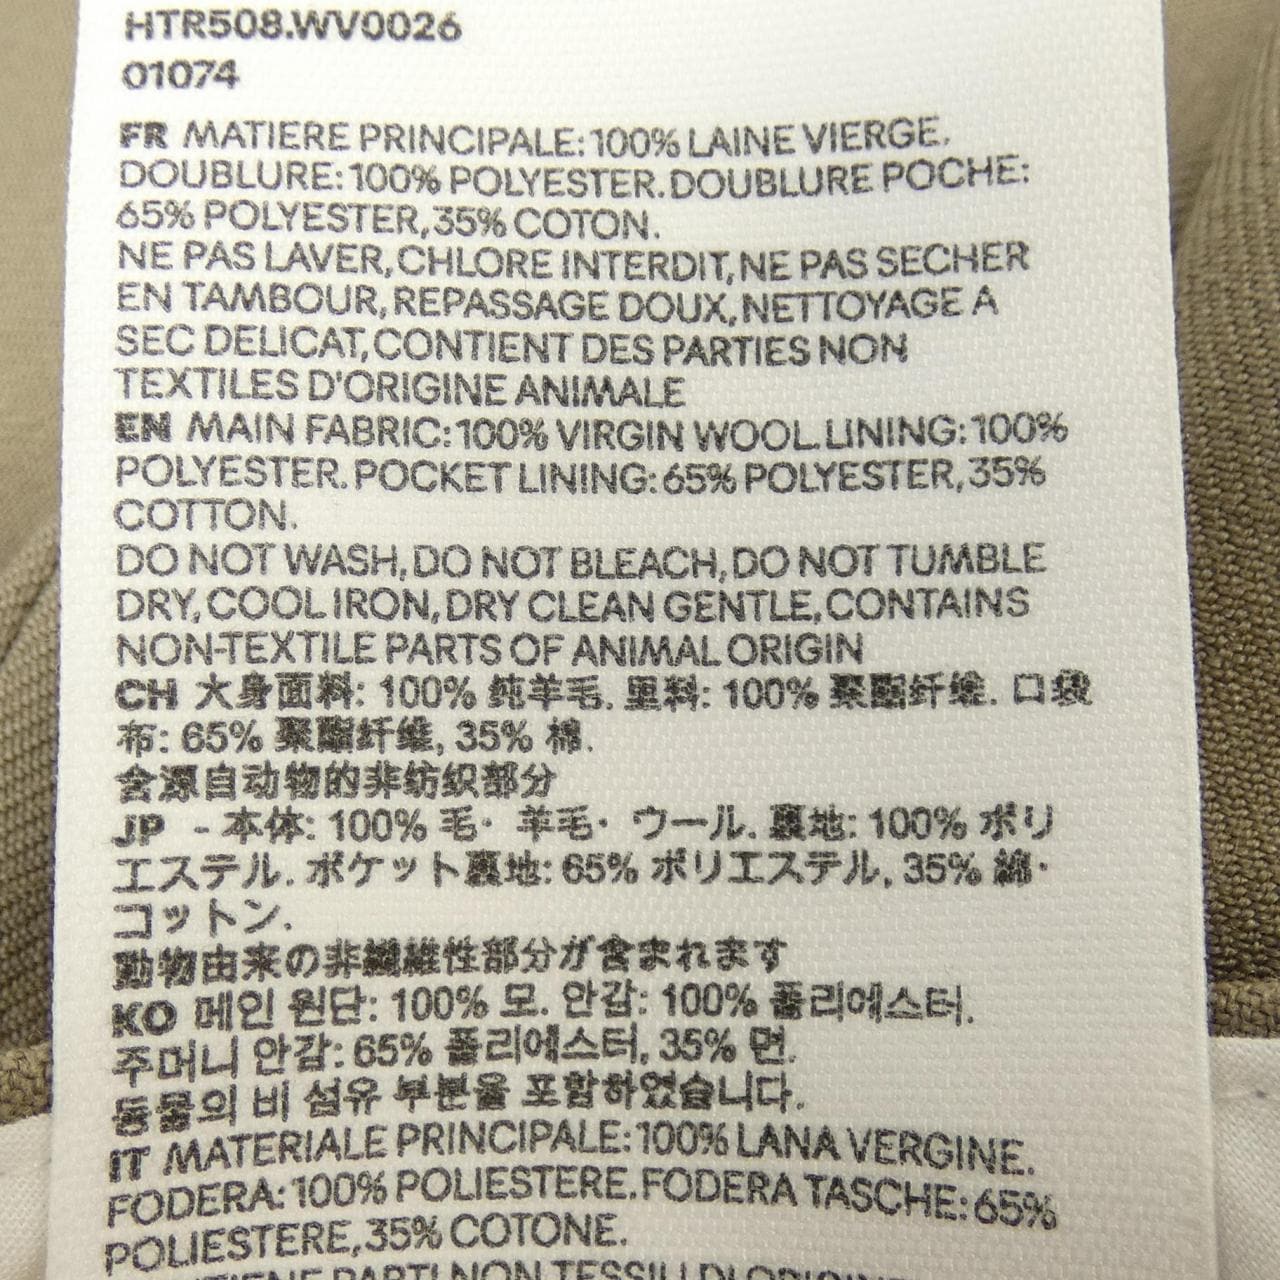 HTR508.WV0026
01074
FR MATIERE PRINCIPALE: 100% LAINE VIERGE.
DOUBLURE: 100% POLYESTER. DOUBLURE POCHE:
65% POLYESTER, 35% COTON.
NE PAS LAVER, CHLORE INTERDIT, NE PAS SECHER
EN TAMBOUR, REPASSAGE DOUX, NETTOYAGE A
SEC DELICAT, CONTIENT DES PARTIES NON
TEXTILES D'ORIGINE ANIMALE
EN MAIN FABRIC: 100% VIRGIN WOOL. LINING: 100%
POLYESTER. POCKET LINING: 65% POLYESTER, 35%
COTTON.
DO NOT WASH, DO NOT BLEACH, DO NOT TUMBLE
DRY, COOL IRON, DRY CLEAN GENTLE, CONTAINS
NON-TEXTILE PARTS OF ANIMAL ORIGIN
CH 大身面料: 100% 纯羊毛. 里料: 100% 聚酯纤维. 口袋
布: 65% 聚酯纤维, 35% 棉.
含源自动物的非纺织部分
JP - 本体: 100% 毛・ 羊毛・ ウール. 裏地: 100% ポリ
エステル. ポケット裏地: 65% ポリエステル, 35% 綿・
コットン.
動物由来の非繊維性部分が含まれます
KO 메인 원단: 100% 모. 안감: 100% 폴리에스터.
주머니 안감: 65% 폴리에스터, 35% 면.
동물의 비 섬유 부분을 포함하였습니다.
IT MATERIALE PRINCIPALE: 100% LANA VERGINE.
FODERA: 100% POLIESTERE. FODERA TASCHE: 65%
POLIESTERE, 35% COTONE.
PARTI NON TESSILI DI ORIGINE